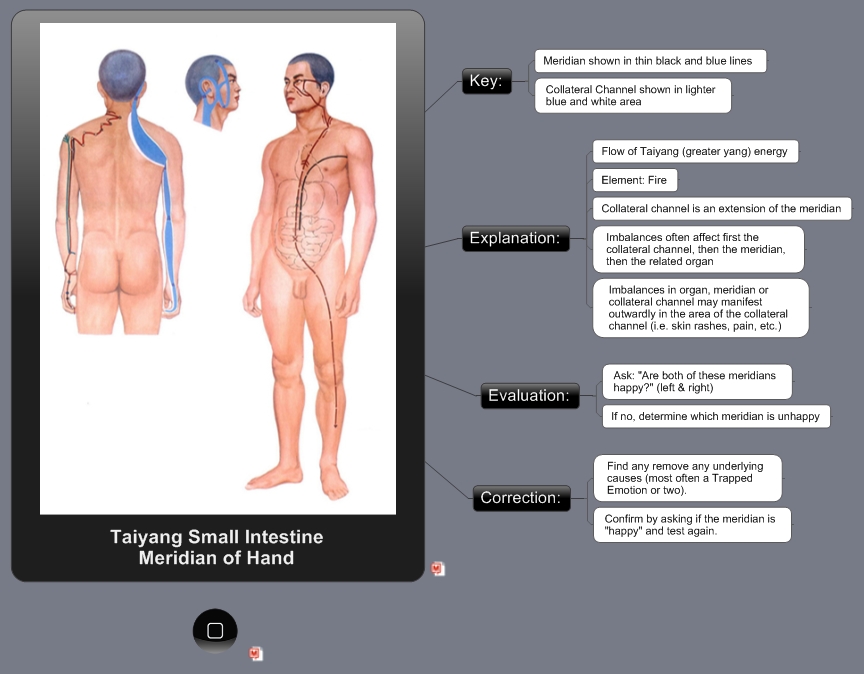 Key:
Meridian shown in thin black and blue lines
Collateral Channel shown in lighter
blue and white area
Explanation:
Flow of Taiyang (greater yang) energy
Element: Fire
Collateral channel is an extension of the meridian
Imbalances often affect first the
collateral channel, then the meridian,
then the related organ
Imbalances in organ, meridian or
collateral channel may manifest
outwardly in the area of the collateral
channel (i.e. skin rashes, pain, etc.)
Evaluation:
Ask: "Are both of these meridians
happy?" (left & right)
If no, determine which meridian is unhappy
Correction:
Find any remove any underlying
causes (most often a Trapped
Emotion or two).
Confirm by asking if the meridian is
"happy" and test again.
Taiyang Small Intestine
Meridian of Hand